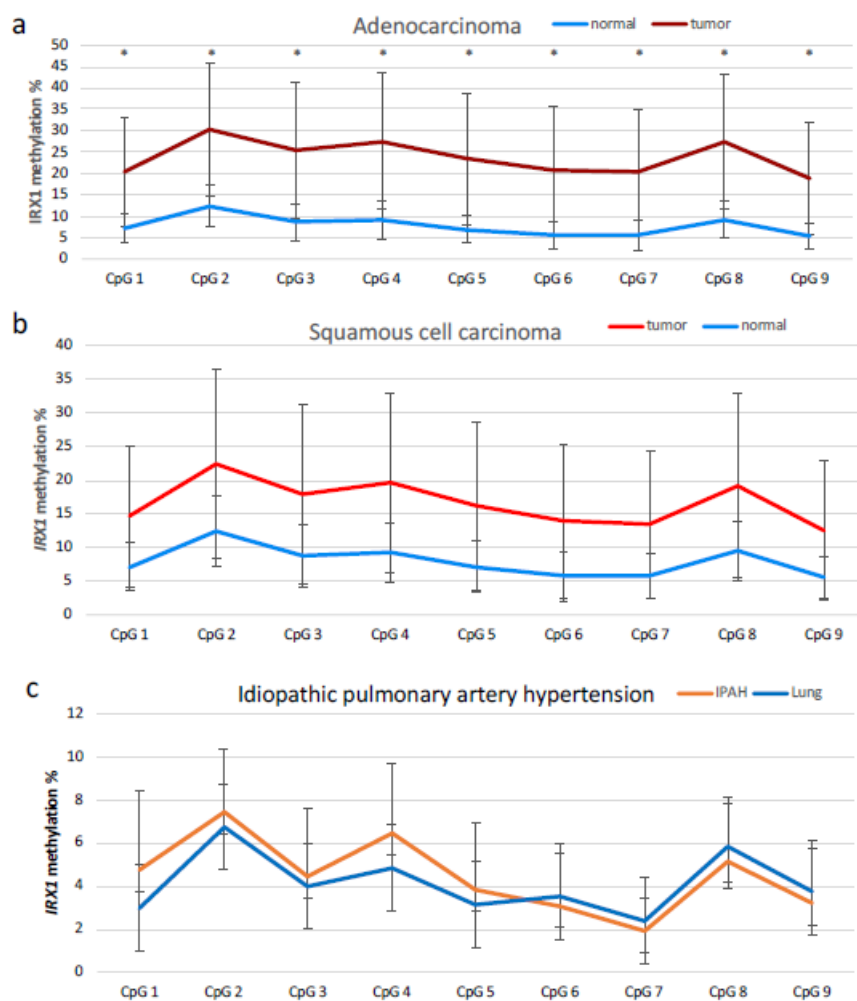 a
Adenocarcinoma
normal tumor
* * * * * * * * *
IRX1 methylation %
50
45
40
35
30
25
20
15
10
5
0
CpG 1 CpG 2 CpG 3 CpG 4 CpG 5 CpG 6 CpG 7 CpG 8 CpG 9
b
Squamous cell carcinoma
tumor normal
IRX1 methylation %
40
35
30
25
20
15
10
5
0
CpG 1 CpG 2 CpG 3 CpG 4 CpG 5 CpG 6 CpG 7 CpG 8 CpG 9
c
Idiopathic pulmonary artery hypertension
IPAH Lung
IRX1 methylation %
12
10
8
6
4
2
0
CpG 1 CpG 2 CpG 3 CpG 4 CpG 5 CpG 6 CpG 7 CpG 8 CpG 9